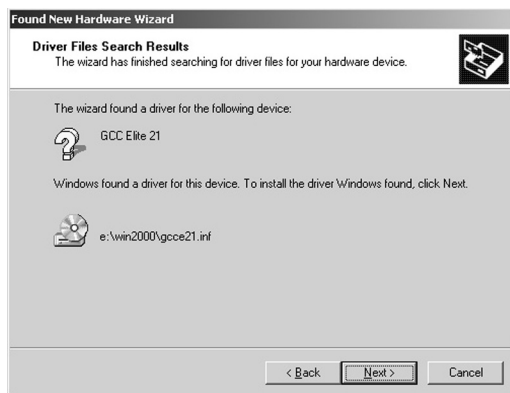 Found New Hardware Wizard
Driver Files Search Results
The wizard has finished searching for driver files for your hardware device.
The wizard found a driver for the following device:
GCC Elite 21
Windows found a driver for this device. To install the driver Windows found, click Next.
e:\win2000\gcce21.inf
< Back Next > Cancel